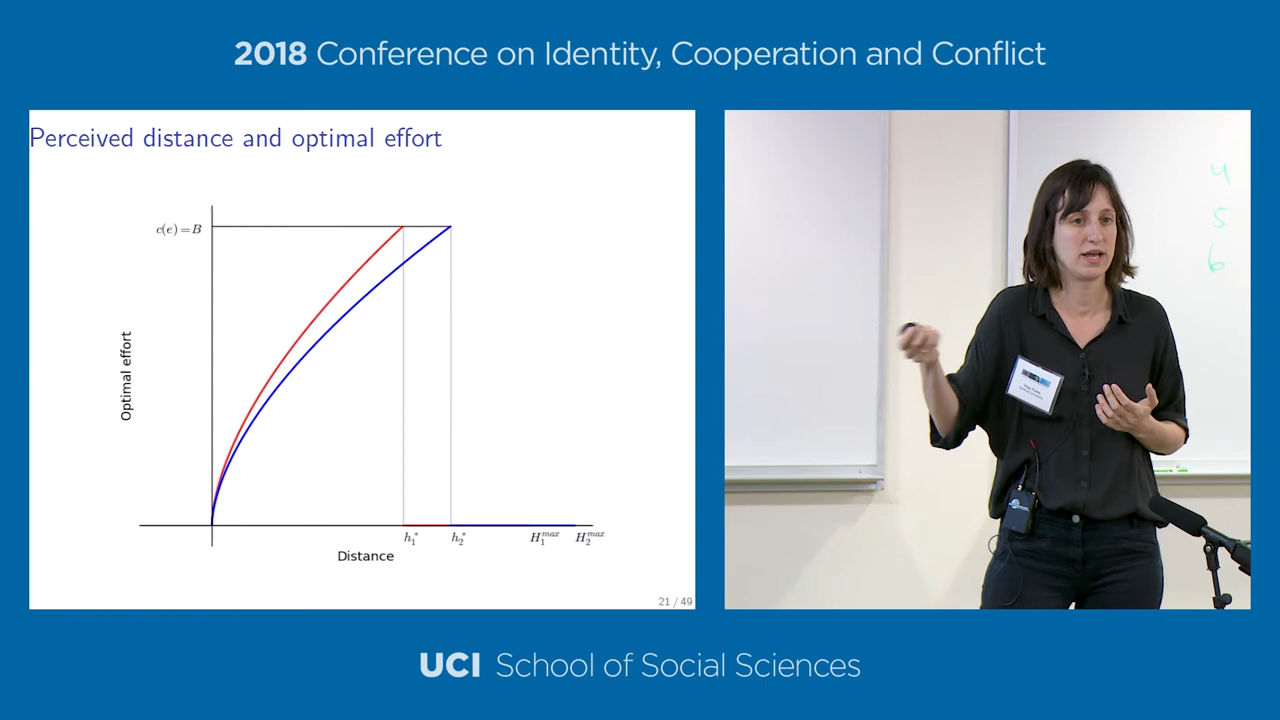 2018 Conference on Identity, Cooperation and Conflict
Perceived distance and optimal effort
c(e)=B
Optimal effort
h₁* h₂* H₁ᵐᵃˣ H₂ᵐᵃˣ
Distance
21 / 49
4
5
6
UCI School of Social Sciences